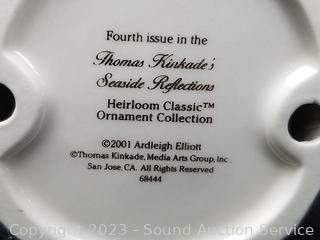 Fourth issue in the
Thomas Kinkade's
Seaside Reflections
Heirloom Classic™
Ornament Collection
©2001 Ardleigh Elliott
©Thomas Kinkade, Media Arts Group, Inc.
San Jose, CA. All Rights Reserved
68444
Copyright 2023 - Sound Auction Service